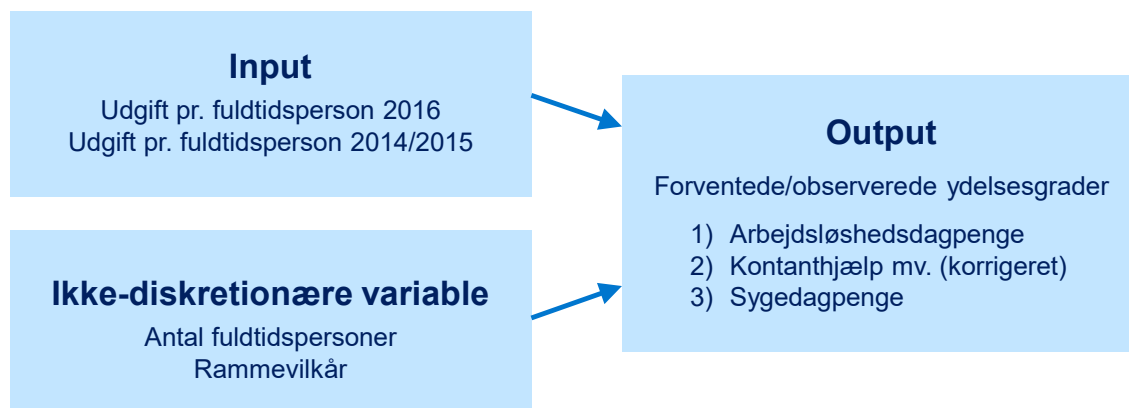 Input
Udgift pr. fuldtidsperson 2016
Udgift pr. fuldtidsperson 2014/2015
Ikke-diskretionære variable
Antal fuldtidspersoner
Rammevilkår
Output
Forventede/observerede ydelsesgrader
1) Arbejdsløshedsdagpenge
2) Kontanthjælp mv. (korrigeret)
3) Sygedagpenge